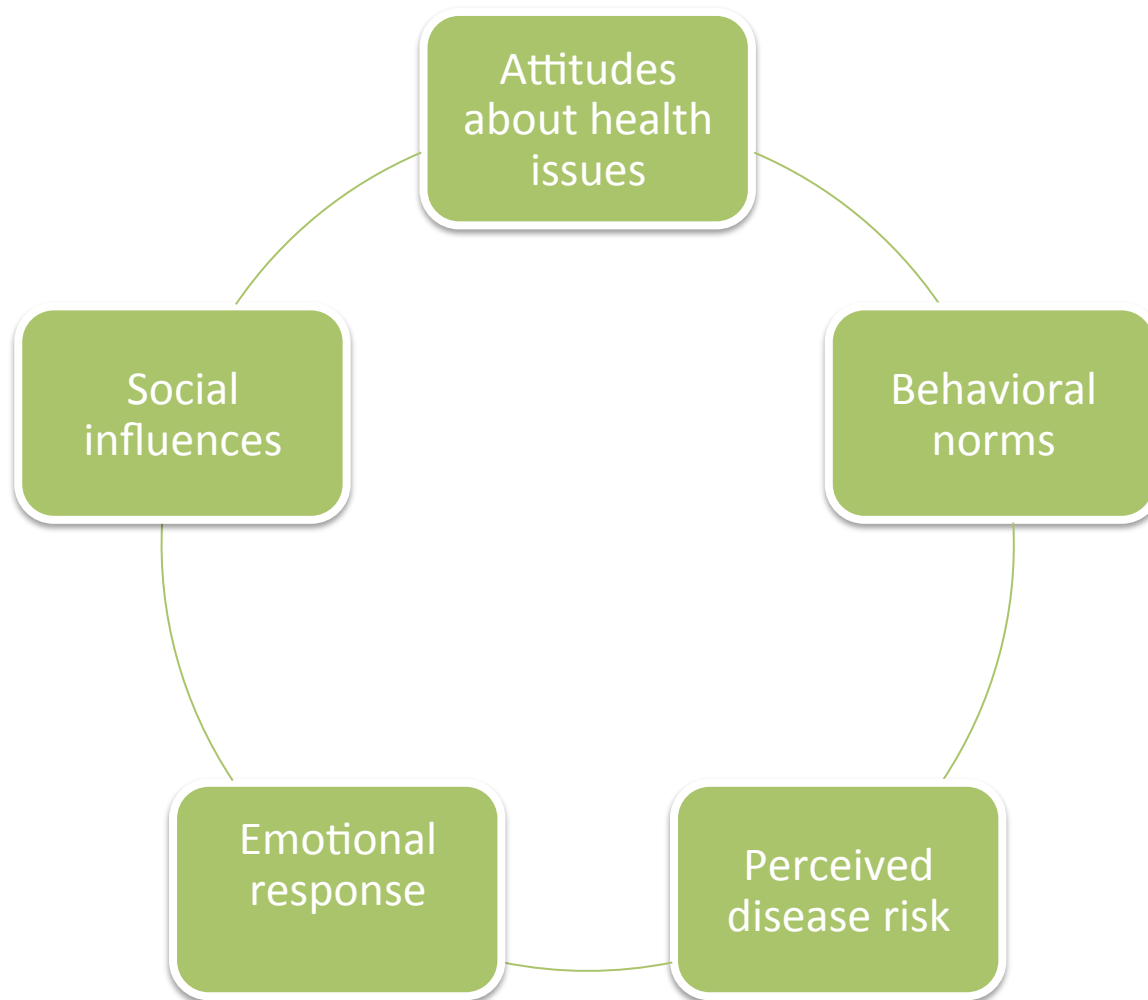 Attitudes
about health
issues
Behavioral
norms
Perceived
disease risk
Emotional
response
Social
influences